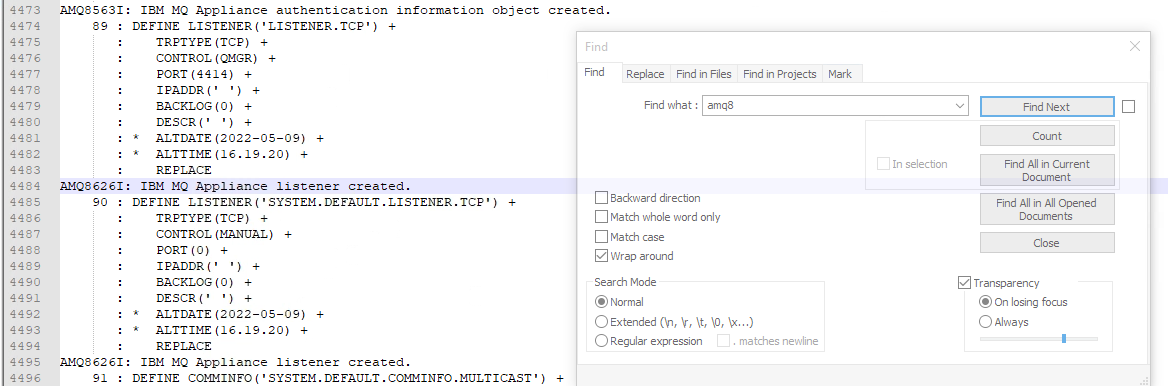 4473 AMQ8563I: IBM MQ Appliance authentication information object created.
4474 89 : DEFINE LISTENER('LISTENER.TCP') +
4475 : TRPTYPE(TCP) +
4476 : CONTROL(QMGR) +
4477 : PORT(4414) +
4478 : IPADDR(' ') +
4479 : BACKLOG(0) +
4480 : DESCR(' ') +
4481 : * ALTDATE(2022-05-09) +
4482 : * ALTTIME(16.19.20) +
4483 : REPLACE
4484 AMQ8626I: IBM MQ Appliance listener created.
4485 90 : DEFINE LISTENER('SYSTEM.DEFAULT.LISTENER.TCP') +
4486 : TRPTYPE(TCP) +
4487 : CONTROL(MANUAL) +
4488 : PORT(0) +
4489 : IPADDR(' ') +
4490 : BACKLOG(0) +
4491 : DESCR(' ') +
4492 : * ALTDATE(2022-05-09) +
4493 : * ALTTIME(16.19.20) +
4494 : REPLACE
4495 AMQ8626I: IBM MQ Appliance listener created.
4496 91 : DEFINE COMMINFO('SYSTEM.DEFAULT.COMMINFO.MULTICAST') +
Find
Find Replace Find in Files Find in Projects Mark
Find what : amq8
Find Next
Count
In selection
Find All in Current
Document
Find All in All Opened
Documents
Close
Backward direction
Match whole word only
Match case
Wrap around
Search Mode
Normal
Extended (\n, \r, \t, \0, \x...)
Regular expression
. matches newline
Transparency
On losing focus
Always